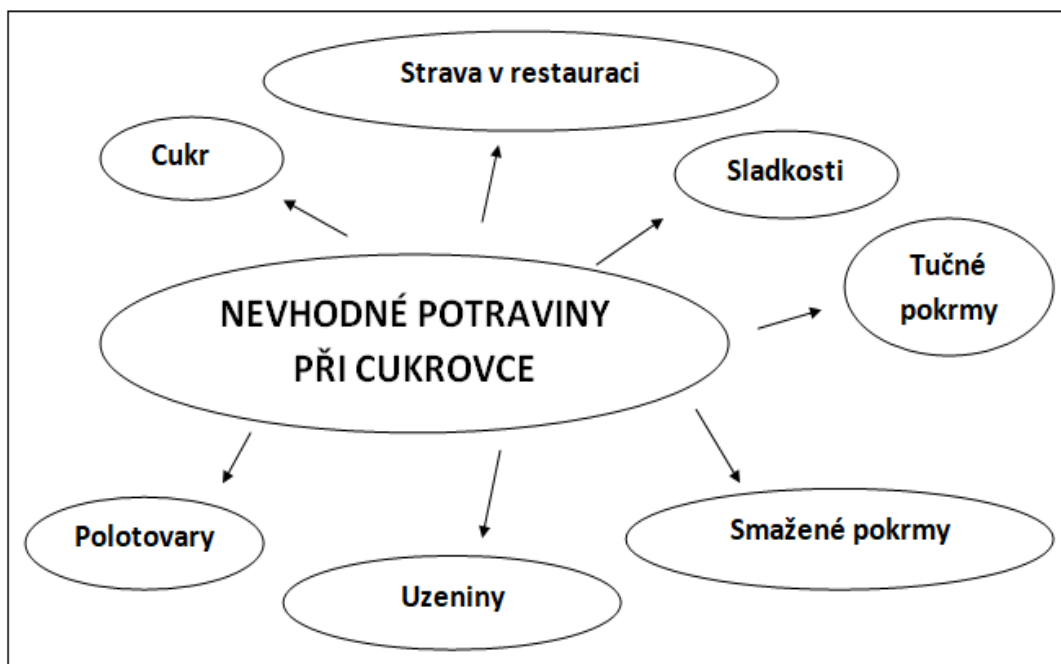 Strava v restauraci
Cukr
Sladkosti
Tučné
pokrmy
NEVHODNÉ POTRAVINY
PŘI CUKROVCE
Polotovary
Uzeniny
Smažené pokrmy